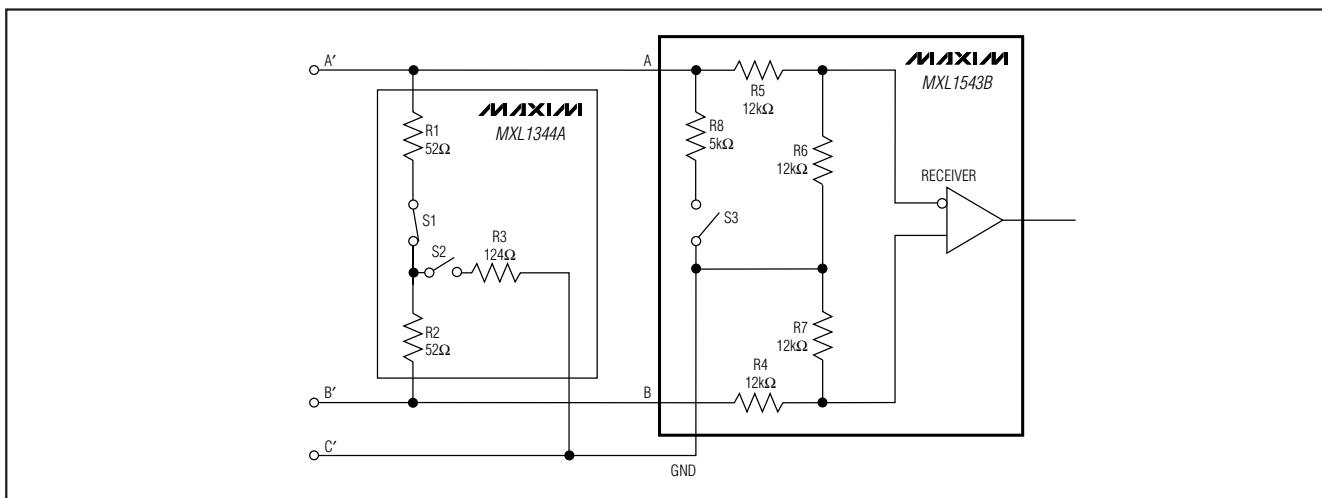 A′
A
MAXIM
MXL1543B
R5
12kΩ
MAXIM
MXL1344A
R1
52Ω
R8
5kΩ
R6
12kΩ
RECEIVER
S1
S3
S2
R3
124Ω
R2
52Ω
R7
12kΩ
R4
12kΩ
B′
B
C′
GND